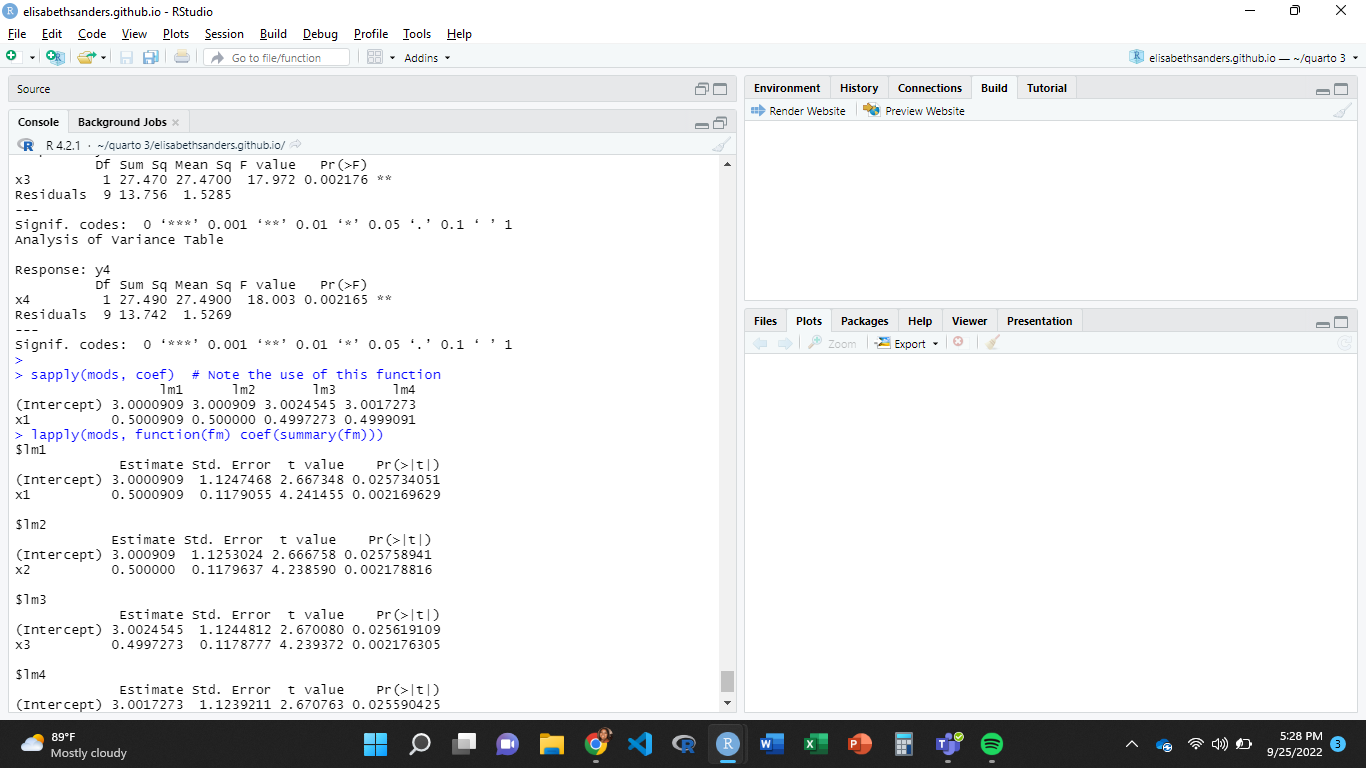 elisabethsanders.github.io - RStudio
File Edit Code View Plots Session Build Debug Profile Tools Help
Go to file/function Addins elisabethsanders.github.io — ~/quarto 3
Source
Console Background Jobs
R 4.2.1 · ~/quarto 3/elisabethsanders.github.io/
Df Sum Sq Mean Sq F value Pr(>F)
x3 1 27.470 27.4700 17.972 0.002176 **
Residuals 9 13.756 1.5285
---
Signif. codes: 0 ‘***’ 0.001 ‘**’ 0.01 ‘*’ 0.05 ‘.’ 0.1 ‘ ’ 1
Analysis of Variance Table
Response: y4
Df Sum Sq Mean Sq F value Pr(>F)
x4 1 27.490 27.4900 18.003 0.002165 **
Residuals 9 13.742 1.5269
---
Signif. codes: 0 ‘***’ 0.001 ‘**’ 0.01 ‘*’ 0.05 ‘.’ 0.1 ‘ ’ 1
>
> sapply(mods, coef) # Note the use of this function
lm1 lm2 lm3 lm4
(Intercept) 3.0000909 3.000909 3.0024545 3.0017273
x1 0.5000909 0.500000 0.4997273 0.4999091
> lapply(mods, function(fm) coef(summary(fm)))
$lm1
Estimate Std. Error t value Pr(>|t|)
(Intercept) 3.0000909 1.1247468 2.667348 0.025734051
x1 0.5000909 0.1179055 4.241455 0.002169629
$lm2
Estimate Std. Error t value Pr(>|t|)
(Intercept) 3.000909 1.1253024 2.666758 0.025758941
x2 0.500000 0.1179637 4.238590 0.002178816
$lm3
Estimate Std. Error t value Pr(>|t|)
(Intercept) 3.0024545 1.1244812 2.670080 0.025619109
x3 0.4997273 0.1178777 4.239372 0.002176305
$lm4
Estimate Std. Error t value Pr(>|t|)
(Intercept) 3.0017273 1.1239211 2.670763 0.025590425
Environment History Connections Build Tutorial
Render Website Preview Website
Files Plots Packages Help Viewer Presentation
Zoom Export
89°F
Mostly cloudy
5:28 PM
9/25/2022 3